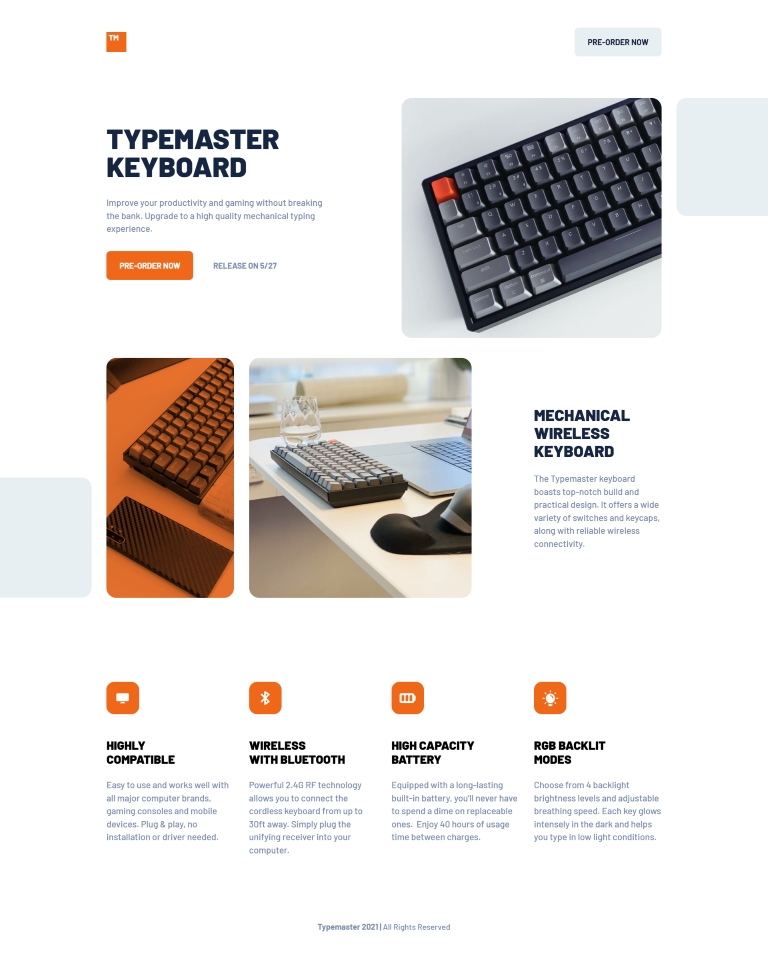 TM
PRE-ORDER NOW
TYPEMASTER
KEYBOARD
Improve your productivity and gaming without breaking
the bank. Upgrade to a high quality mechanical typing
experience.
PRE-ORDER NOW
RELEASE ON 5/27
MECHANICAL
WIRELESS
KEYBOARD
The Typemaster keyboard
boasts top-notch build and
practical design. It offers a wide
variety of switches and keycaps,
along with reliable wireless
connectivity.
HIGHLY
COMPATIBLE
Easy to use and works well with
all major computer brands,
gaming consoles and mobile
devices. Plug & play, no
installation or driver needed.
WIRELESS
WITH BLUETOOTH
Powerful 2.4G RF technology
allows you to connect the
cordless keyboard from up to
30ft away. Simply plug the
unifying receiver into your
computer.
HIGH CAPACITY
BATTERY
Equipped with a long-lasting
built-in battery, you'll never have
to spend a dime on replaceable
ones.  Enjoy 40 hours of usage
time between charges.
RGB BACKLIT
MODES
Choose from 4 backlight
brightness levels and adjustable
breathing speed. Each key glows
intensely in the dark and helps
you type in low light conditions.
Typemaster 2021 | All Rights Reserved